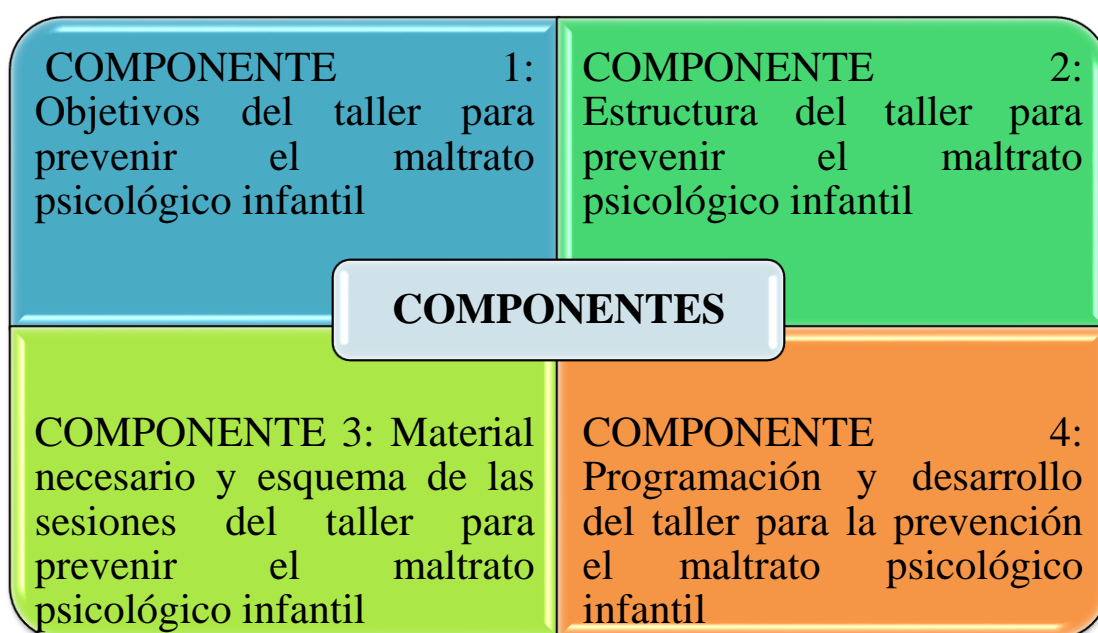 COMPONENTE 1:
Objetivos del taller para
prevenir el maltrato
psicológico infantil
COMPONENTE 2:
Estructura del taller para
prevenir el maltrato
psicológico infantil
COMPONENTES
COMPONENTE 3: Material
necesario y esquema de las
sesiones del taller para
prevenir el maltrato
psicológico infantil
COMPONENTE 4:
Programación y desarrollo
del taller para la prevención
el maltrato psicológico
infantil